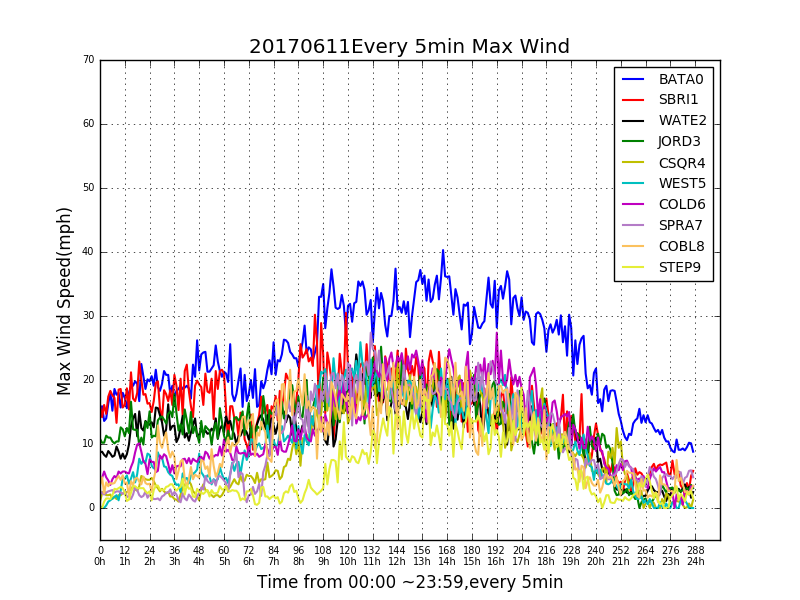 20170611Every 5min Max Wind
70
60
50
40
30
20
10
0
Max Wind Speed(mph)
BATA0
SBRI1
WATE2
JORD3
CSQR4
WEST5
COLD6
SPRA7
COBL8
STEP9
0 12 24 36 48 60 72 84 96 108 120 132 144 156 168 180 192 204 216 228 240 252 264 276 288
0h 1h 2h 3h 4h 5h 6h 7h 8h 9h 10h 11h 12h 13h 14h 15h 16h 17h 18h 19h 20h 21h 22h 23h 24h
Time from 00:00 ~23:59,every 5min